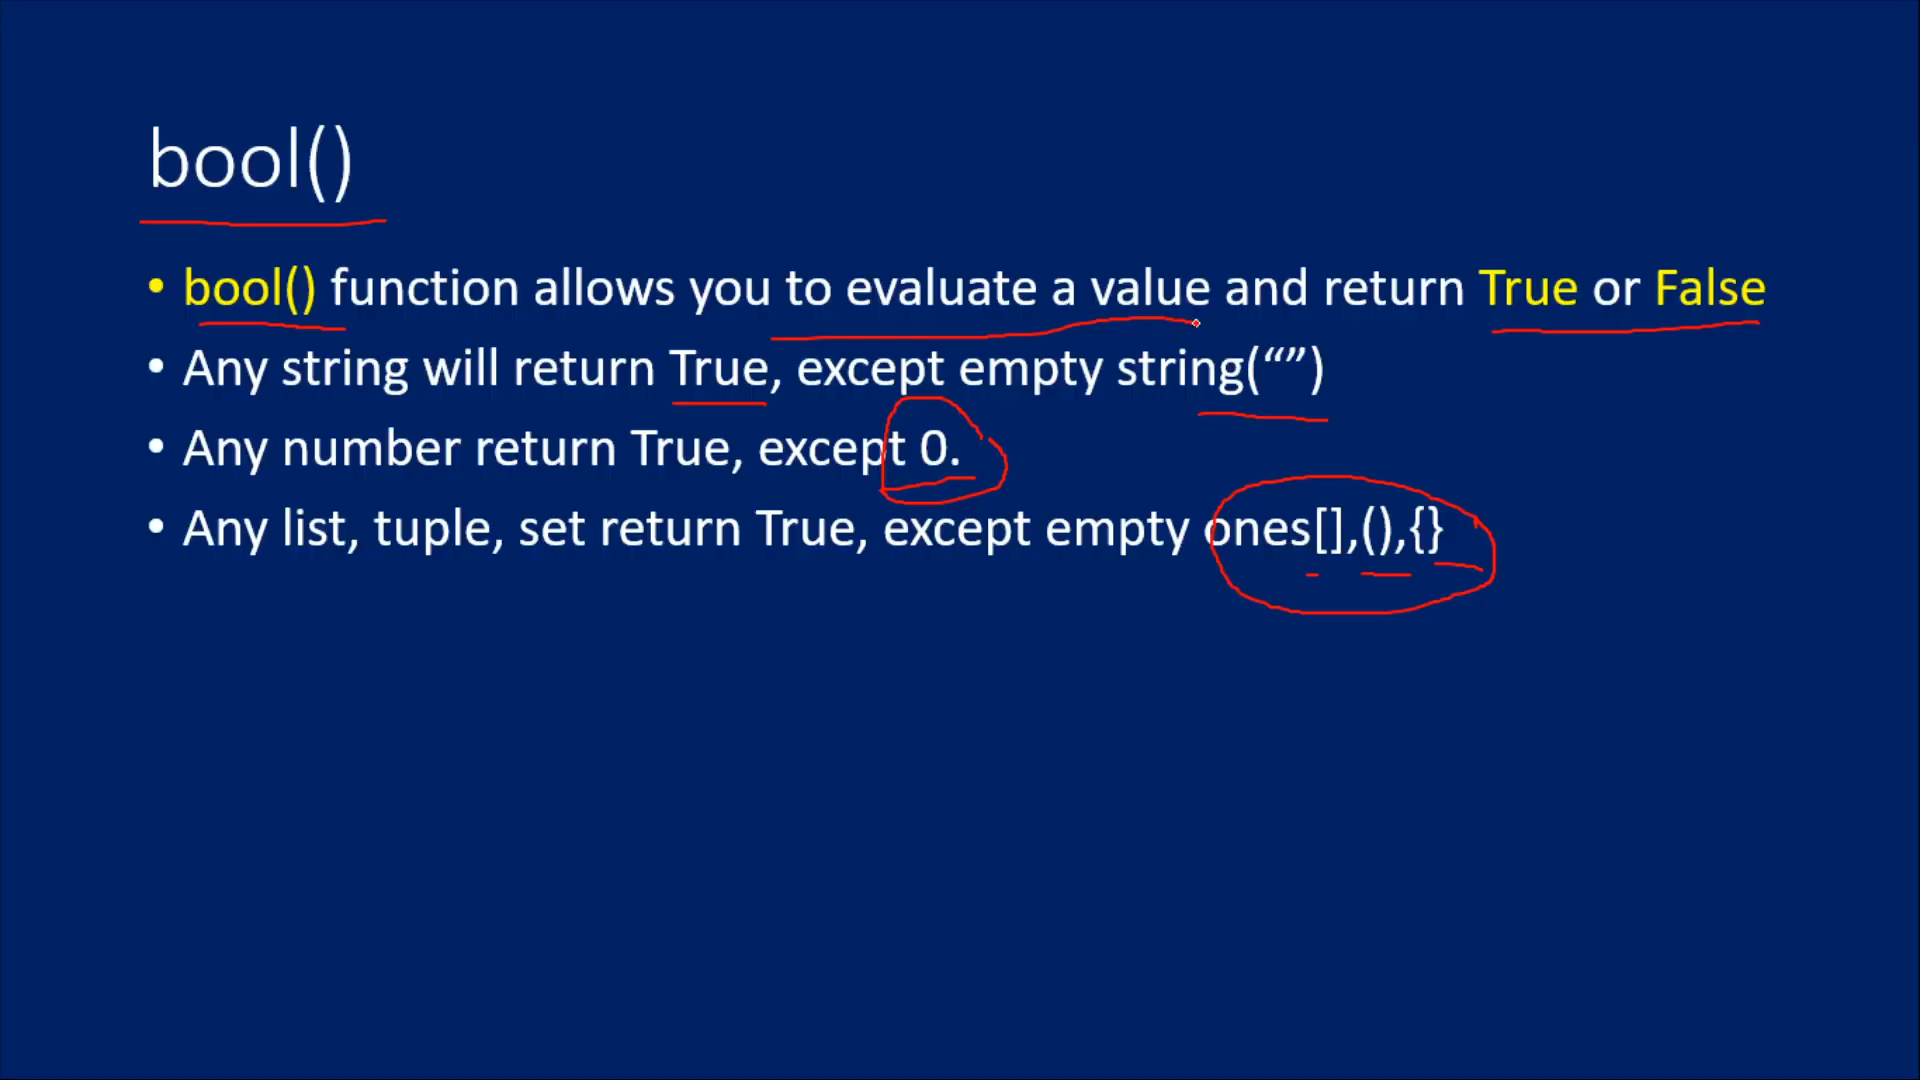 bool()
• bool() function allows you to evaluate a value and return True or False
• Any string will return True, except empty string(“”)
• Any number return True, except 0.
• Any list, tuple, set return True, except empty ones[],(),{}